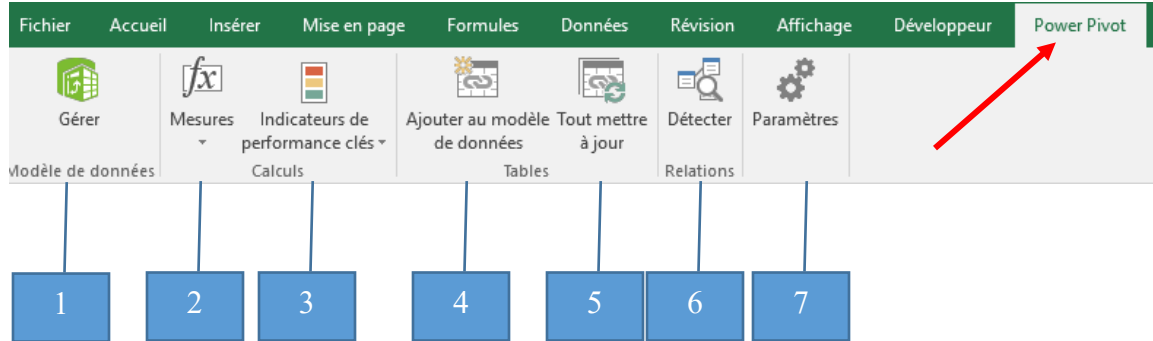 Fichier Accueil Insérer Mise en page Formules Données Révision Affichage Développeur Power Pivot
fx
Gérer Mesures Indicateurs de Ajouter au modèle Tout mettre Détecter Paramètres
performance clés de données à jour
Modèle de données Calculs Tables Relations
1 2 3 4 5 6 7